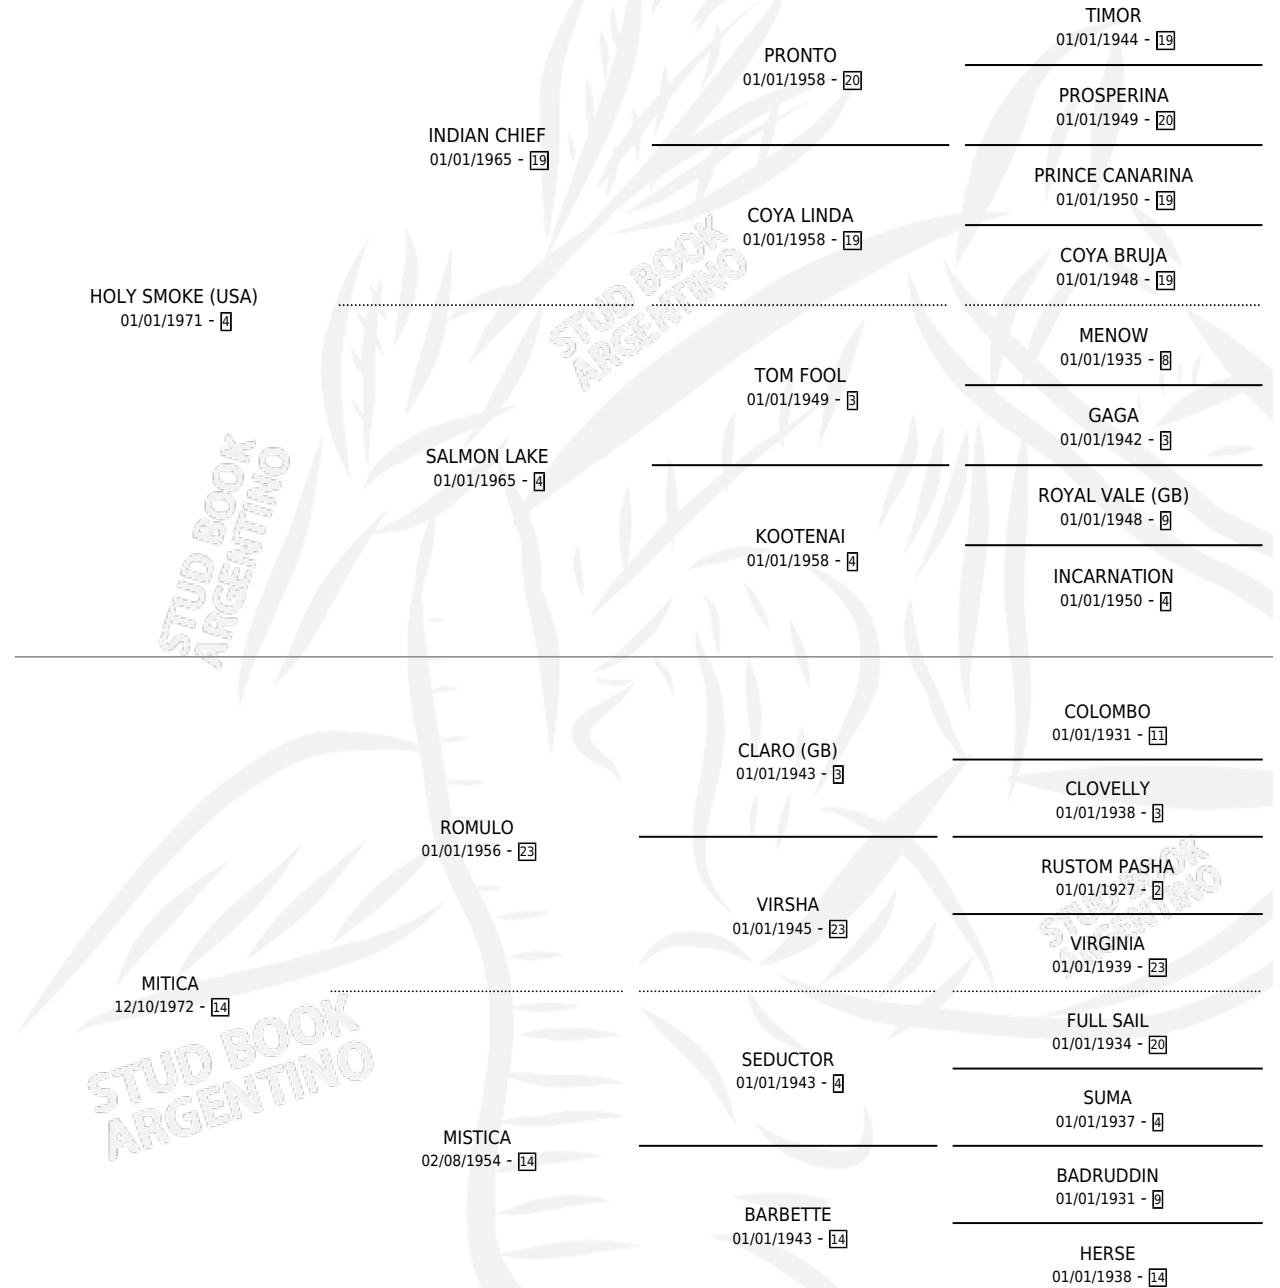 TIMOR
01/01/1944 - 19
PRONTO
01/01/1958 - 20
PROSPERINA
01/01/1949 - 20
INDIAN CHIEF
01/01/1965 - 19
PRINCE CANARINA
01/01/1950 - 19
COYA LINDA
01/01/1958 - 19
COYA BRUJA
01/01/1948 - 19
HOLY SMOKE (USA)
01/01/1971 - 4
MENOW
01/01/1935 - 8
TOM FOOL
01/01/1949 - 3
GAGA
01/01/1942 - 3
SALMON LAKE
01/01/1965 - 4
ROYAL VALE (GB)
01/01/1948 - 9
KOOTENAI
01/01/1958 - 4
INCARNATION
01/01/1950 - 4
COLOMBO
01/01/1931 - 11
CLARO (GB)
01/01/1943 - 3
CLOVELLY
01/01/1938 - 3
ROMULO
01/01/1956 - 23
RUSTOM PASHA
01/01/1927 - 2
VIRSHA
01/01/1945 - 23
VIRGINIA
01/01/1939 - 23
MITICA
12/10/1972 - 14
FULL SAIL
01/01/1934 - 20
SEDUCTOR
01/01/1943 - 4
SUMA
01/01/1937 - 4
MISTICA
02/08/1954 - 14
BADRUDDIN
01/01/1931 - 9
BARBETTE
01/01/1943 - 14
HERSE
01/01/1938 - 14
STUD BOOK
ARGENTINO
STUD BOOK
ARGENTINO
STUD BOOK
ARGENTINO
STUD BOOK
ARGENTINO